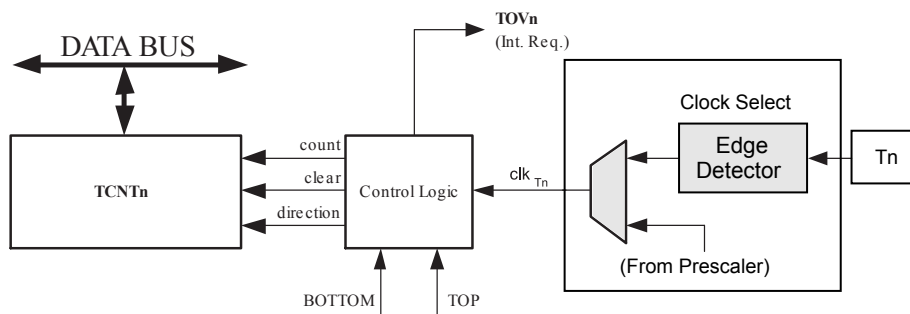 TOVn
(Int. Req.)
DATA BUS
Clock Select
Edge
Detector
Tn
TCNTn
count
clear
direction
Control Logic
clk Tn
(From Prescaler)
BOTTOM
TOP